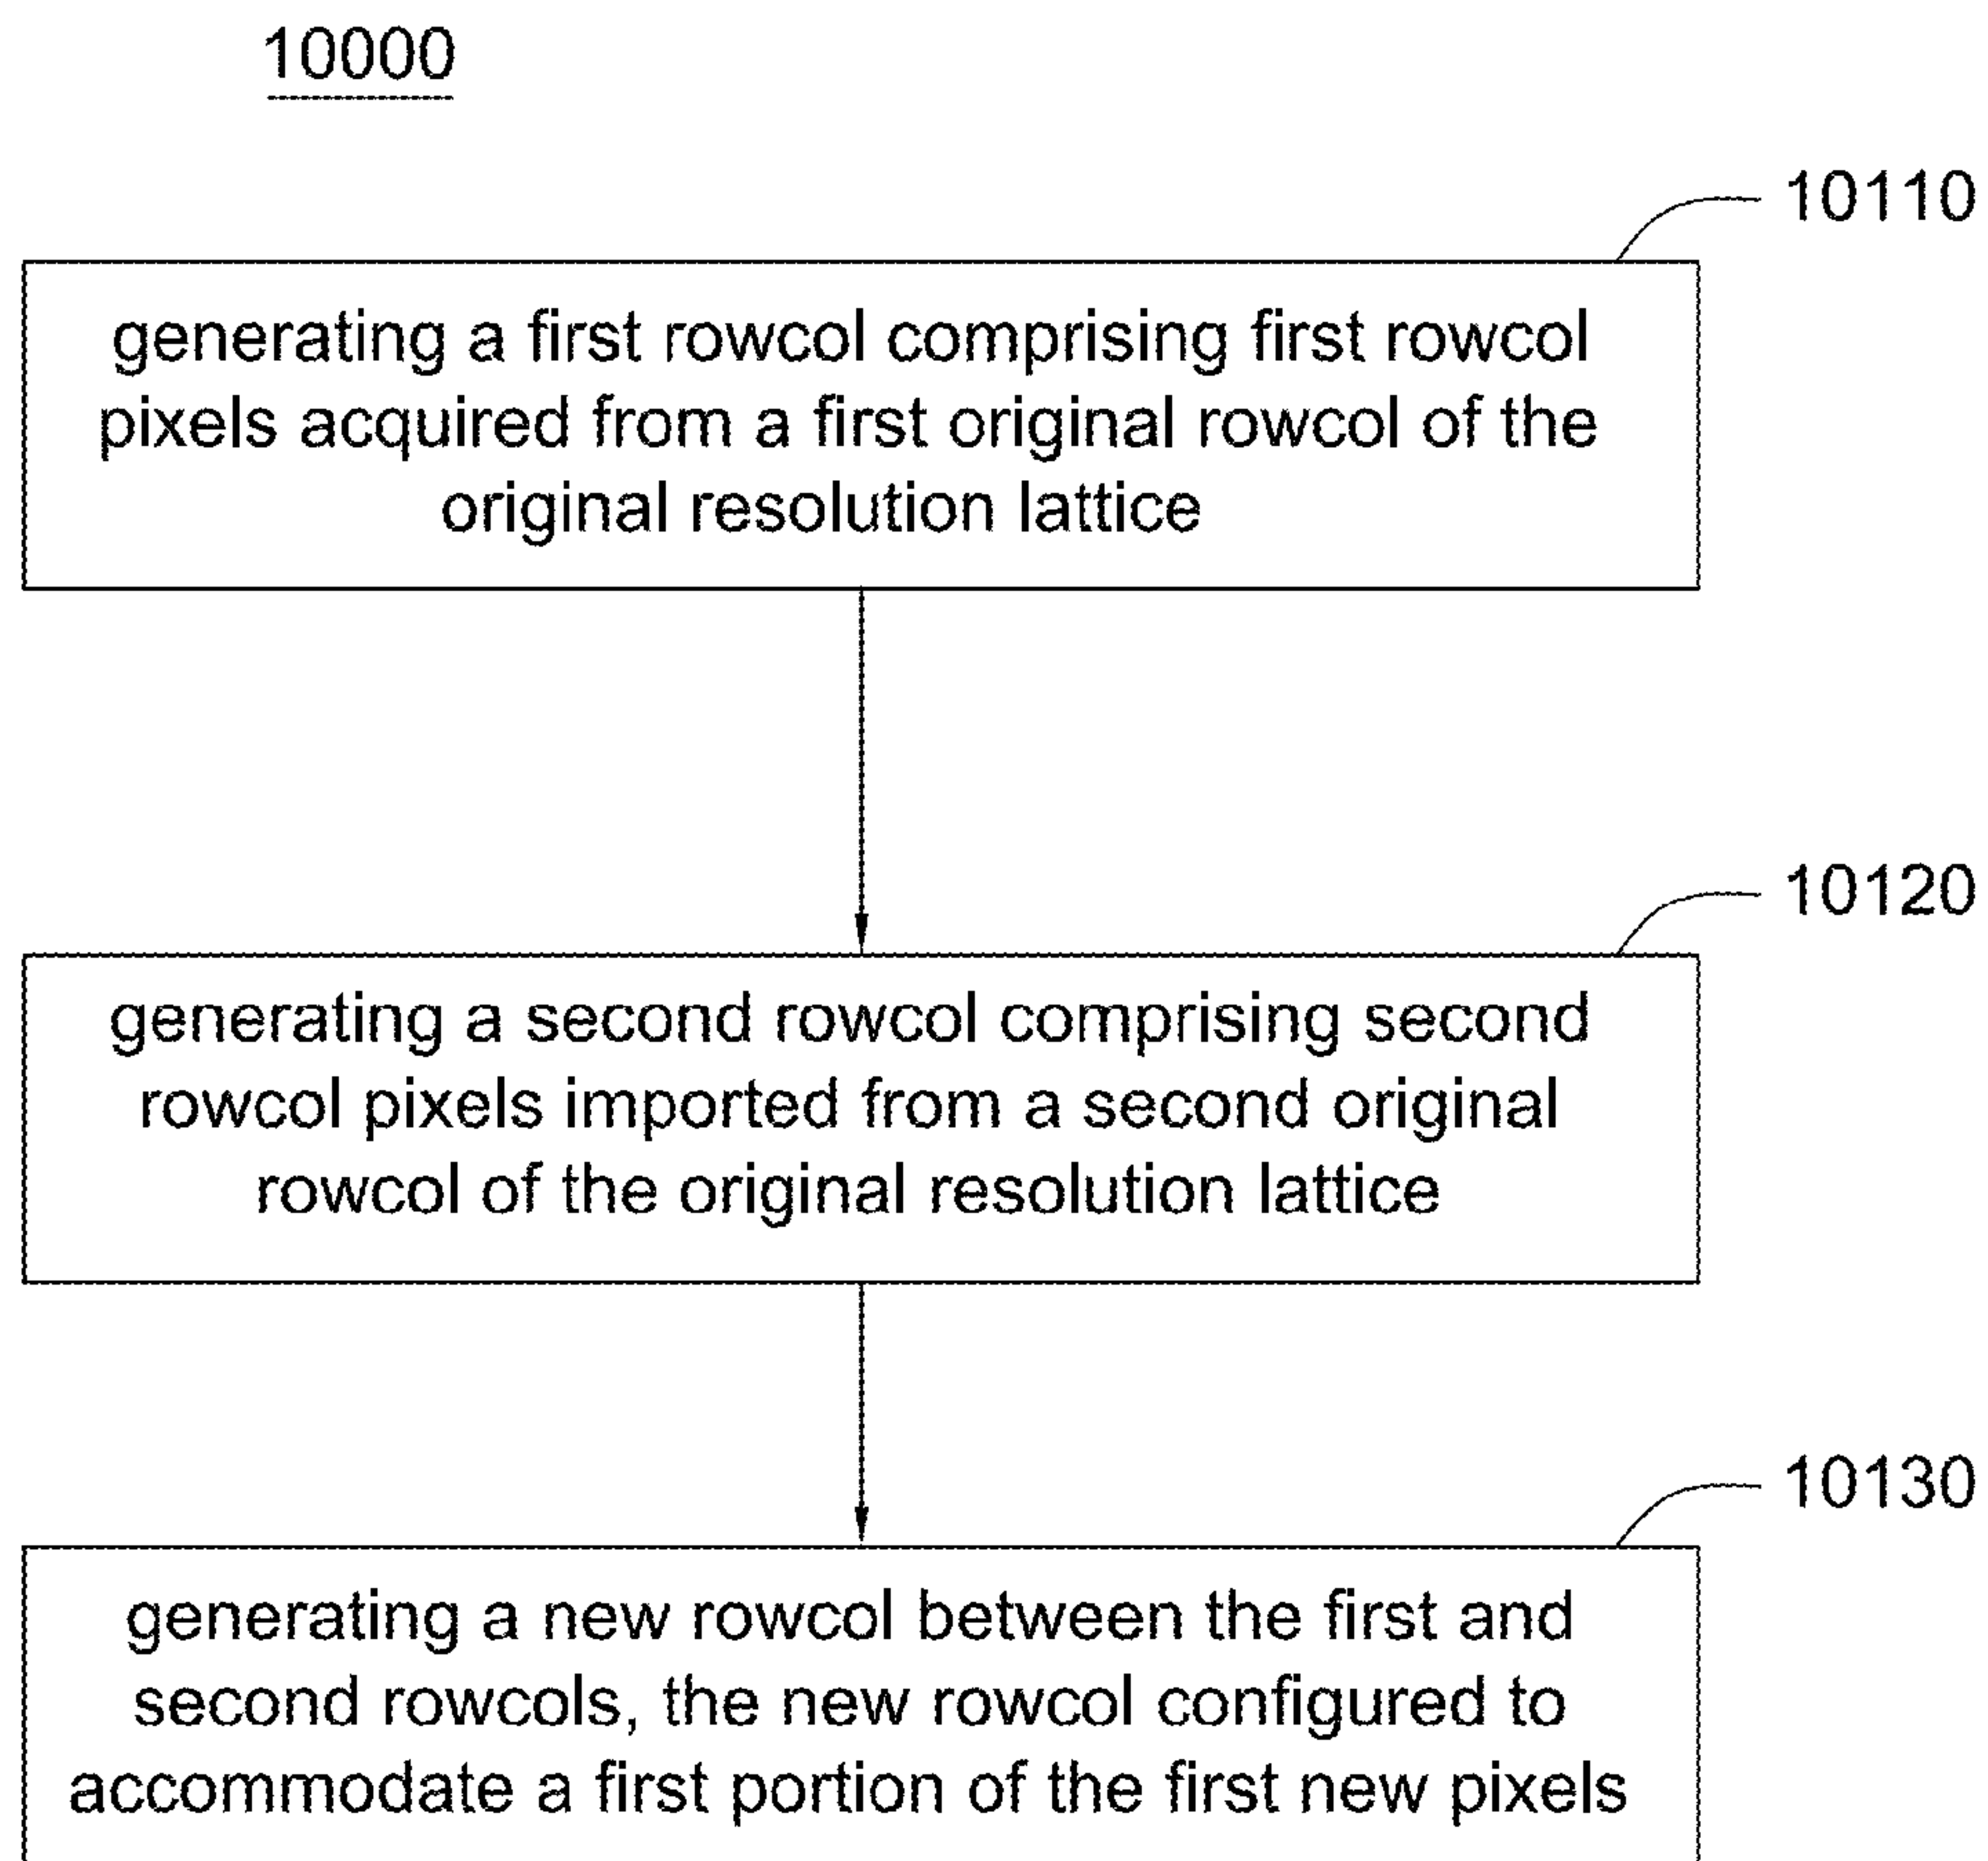 10000
10110
generating a first rowcol comprising first rowcol
pixels acquired from a first original rowcol of the
original resolution lattice
10120
generating a second rowcol comprising second
rowcol pixels imported from a second original
rowcol of the original resolution lattice
10130
generating a new rowcol between the first and
second rowcols, the new rowcol configured to
accommodate a first portion of the first new pixels